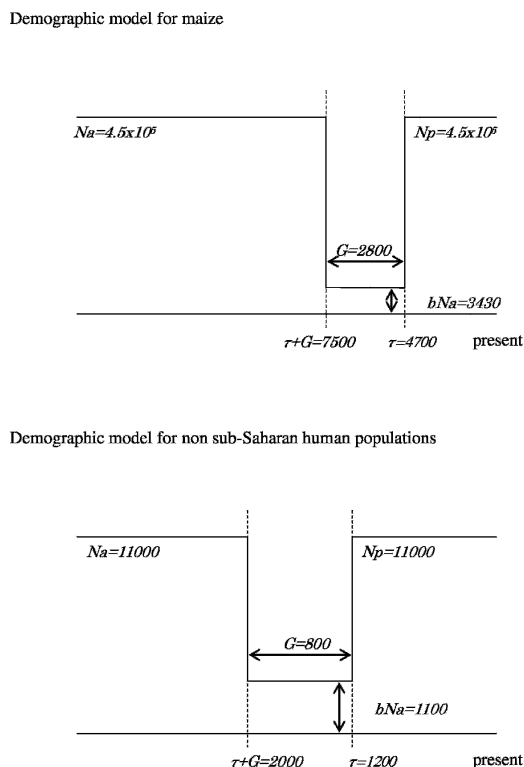 Demographic model for maize
Na=4.5x10⁵
Np=4.5x10⁵
G=2800
bNa=3430
τ+G=7500
τ=4700
present
Demographic model for non sub-Saharan human populations
Na=11000
Np=11000
G=800
bNa=1100
τ+G=2000
τ=1200
present